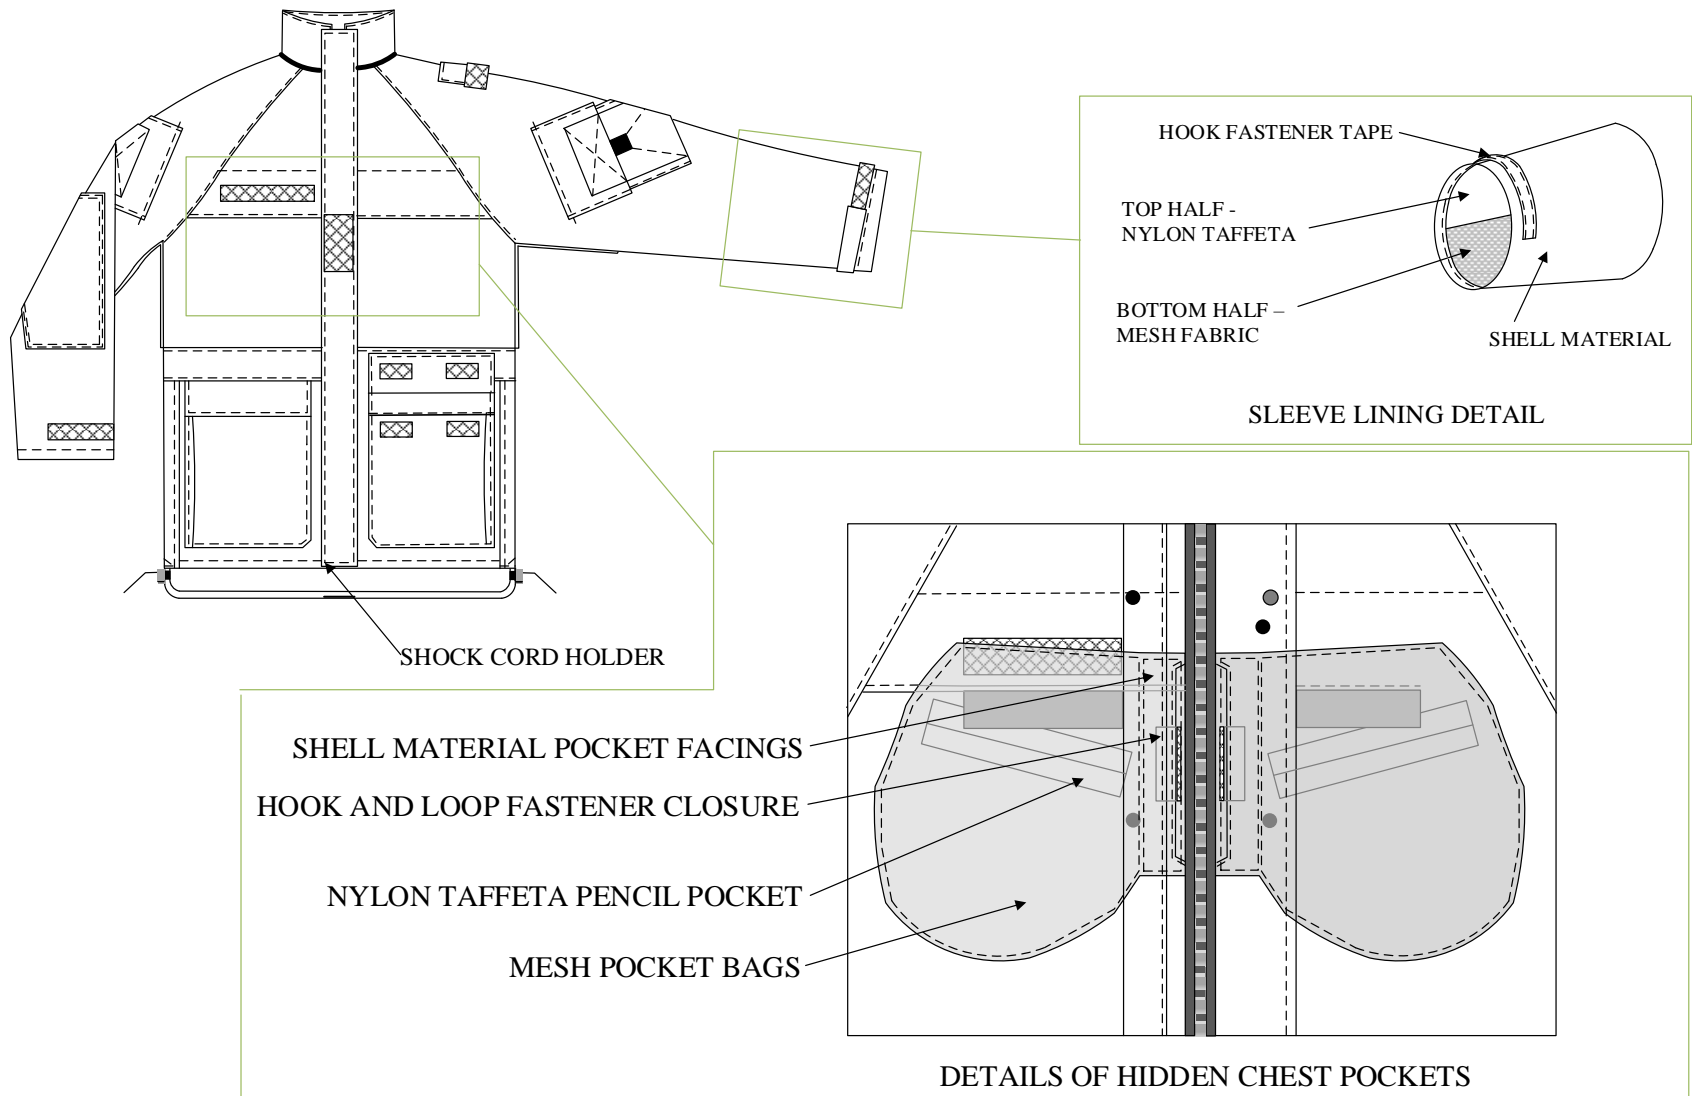 HOOK FASTENER TAPE
TOP HALF -
NYLON TAFFETA
BOTTOM HALF –
MESH FABRIC
SHELL MATERIAL
SLEEVE LINING DETAIL
SHOCK CORD HOLDER
SHELL MATERIAL POCKET FACINGS
HOOK AND LOOP FASTENER CLOSURE
NYLON TAFFETA PENCIL POCKET
MESH POCKET BAGS
DETAILS OF HIDDEN CHEST POCKETS